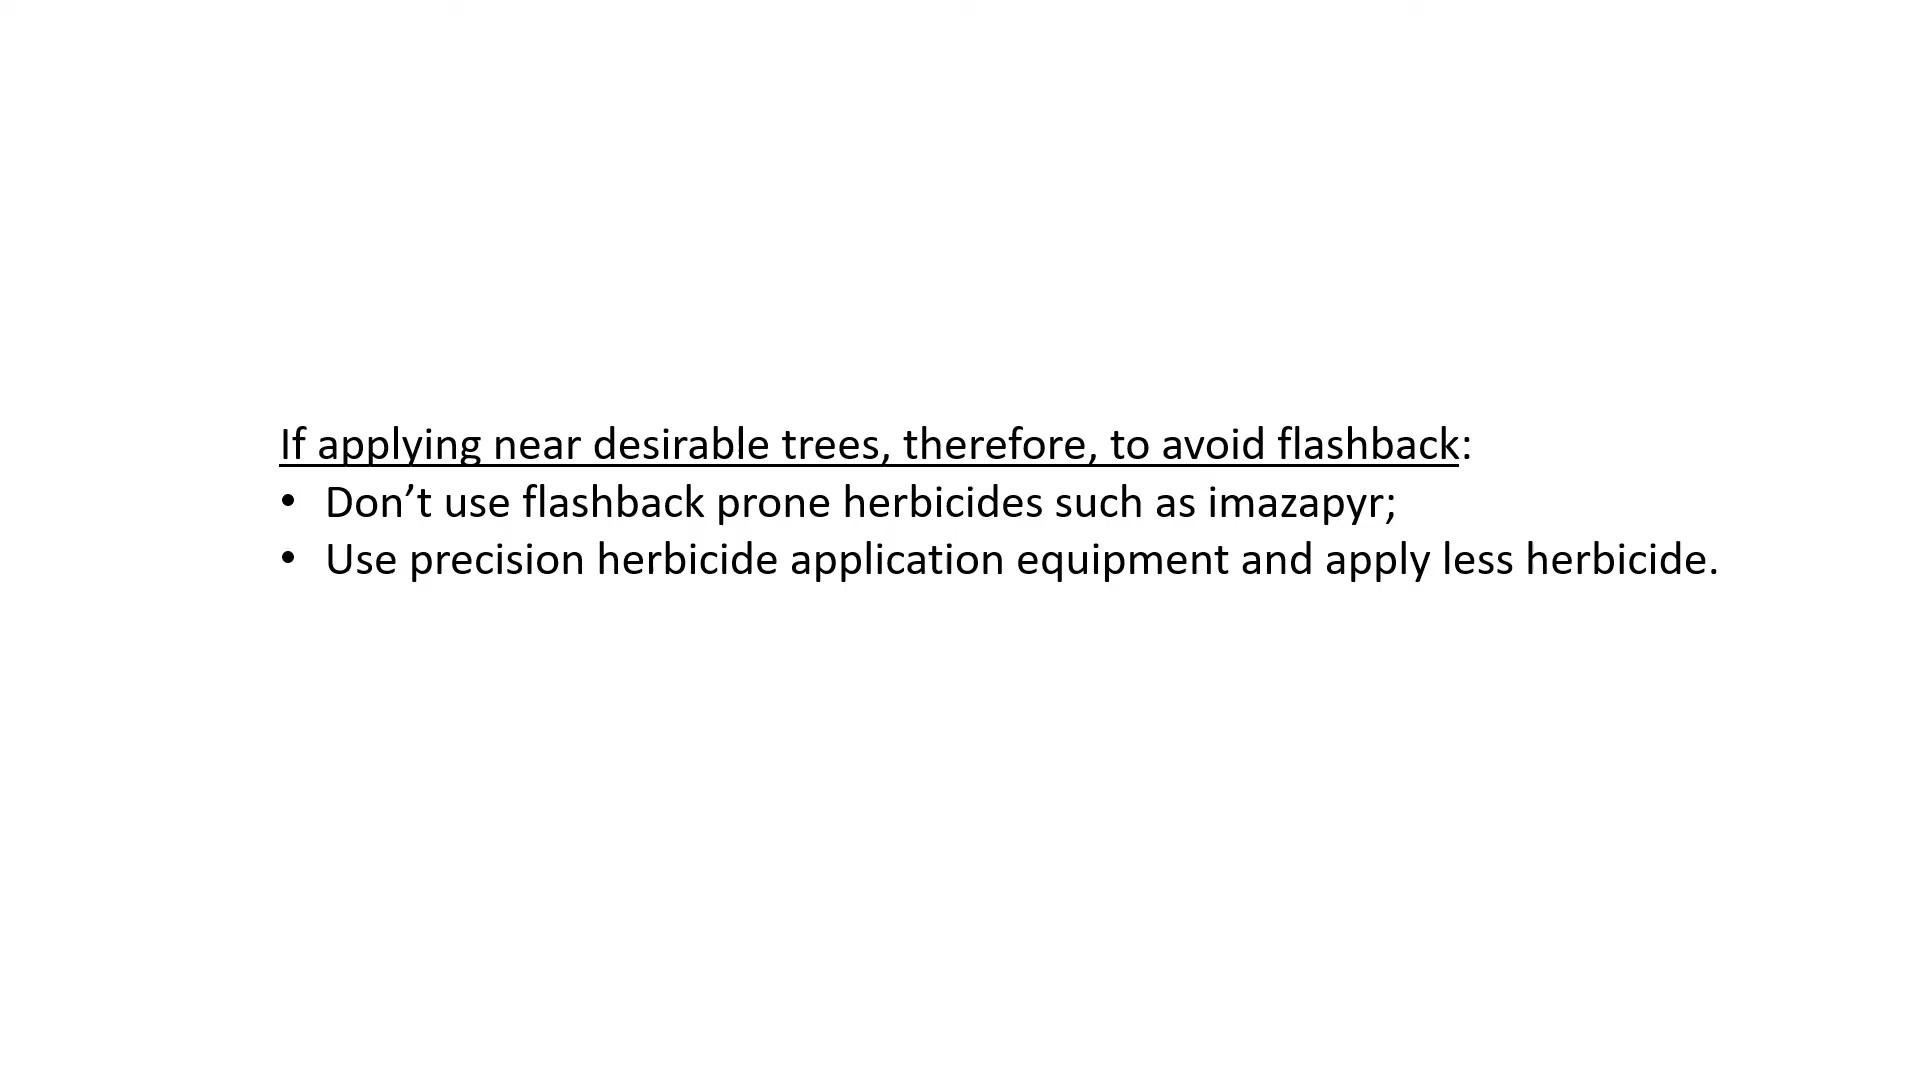 If applying near desirable trees, therefore, to avoid flashback:
• Don’t use flashback prone herbicides such as imazapyr;
• Use precision herbicide application equipment and apply less herbicide.